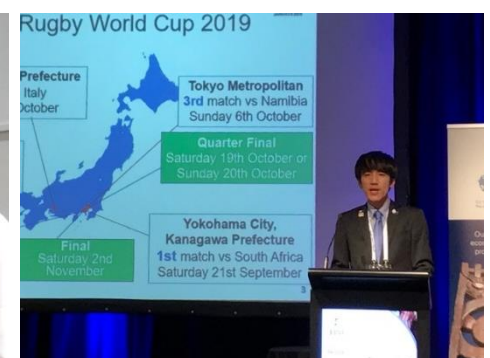 Rugby World Cup 2019
Prefecture
Italy
October
Tokyo Metropolitan
3rd match vs Namibia
Sunday 6th October
Quarter Final
Saturday 19th October or
Sunday 20th October
Yokohama City,
Kanagawa Prefecture
1st match vs South Africa
Saturday 21st September
Final
Saturday 2nd
November
3